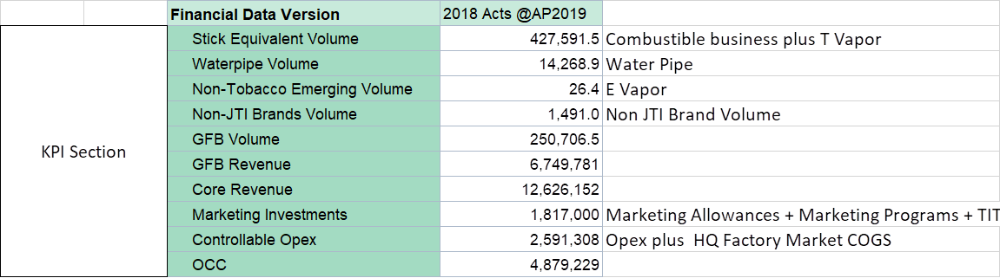 Financial Data Version 2018 Acts @AP2019
Stick Equivalent Volume 427,591.5 Combustible business plus T Vapor
Waterpipe Volume 14,268.9 Water Pipe
Non-Tobacco Emerging Volume 26.4 E Vapor
Non-JTI Brands Volume 1,491.0 Non JTI Brand Volume
GFB Volume 250,706.5
KPI Section
GFB Revenue 6,749,781
Core Revenue 12,626,152
Marketing Investments 1,817,000 Marketing Allowances + Marketing Programs + TIT
Controllable Opex 2,591,308 Opex plus HQ Factory Market COGS
OCC 4,879,229